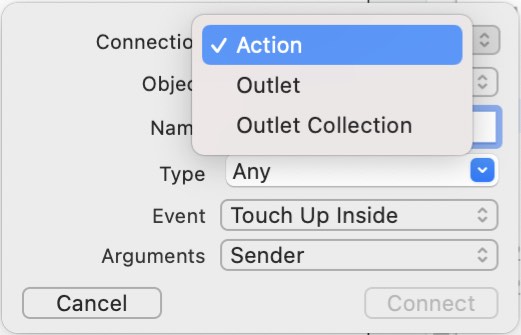 Connectio
Action
Objec
Outlet
Nam
Outlet Collection
Type
Any
Event
Touch Up Inside
Arguments
Sender
Cancel
Connect